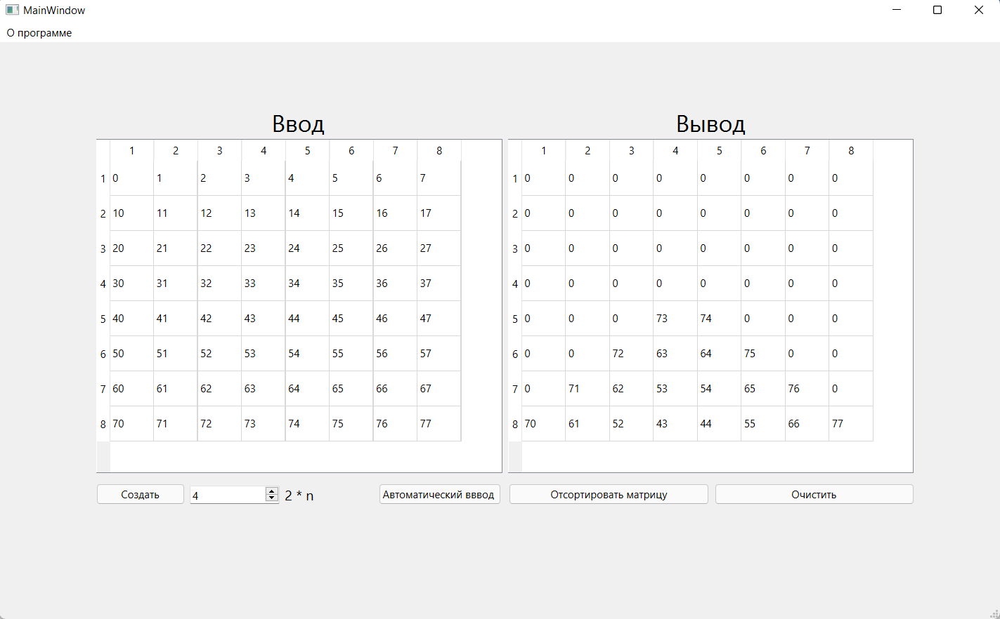 MainWindow
О программе
Ввод Вывод
1 2 3 4 5 6 7 8 1 2 3 4 5 6 7 8
1 0 1 2 3 4 5 6 7 1 0 0 0 0 0 0 0 0
2 10 11 12 13 14 15 16 17 2 0 0 0 0 0 0 0 0
3 20 21 22 23 24 25 26 27 3 0 0 0 0 0 0 0 0
4 30 31 32 33 34 35 36 37 4 0 0 0 0 0 0 0 0
5 40 41 42 43 44 45 46 47 5 0 0 0 73 74 0 0 0
6 50 51 52 53 54 55 56 57 6 0 0 72 63 64 75 0 0
7 60 61 62 63 64 65 66 67 7 0 71 62 53 54 65 76 0
8 70 71 72 73 74 75 76 77 8 70 61 52 43 44 55 66 77
Создать 4 2 * n Автоматический вввод Отсортировать матрицу Очистить